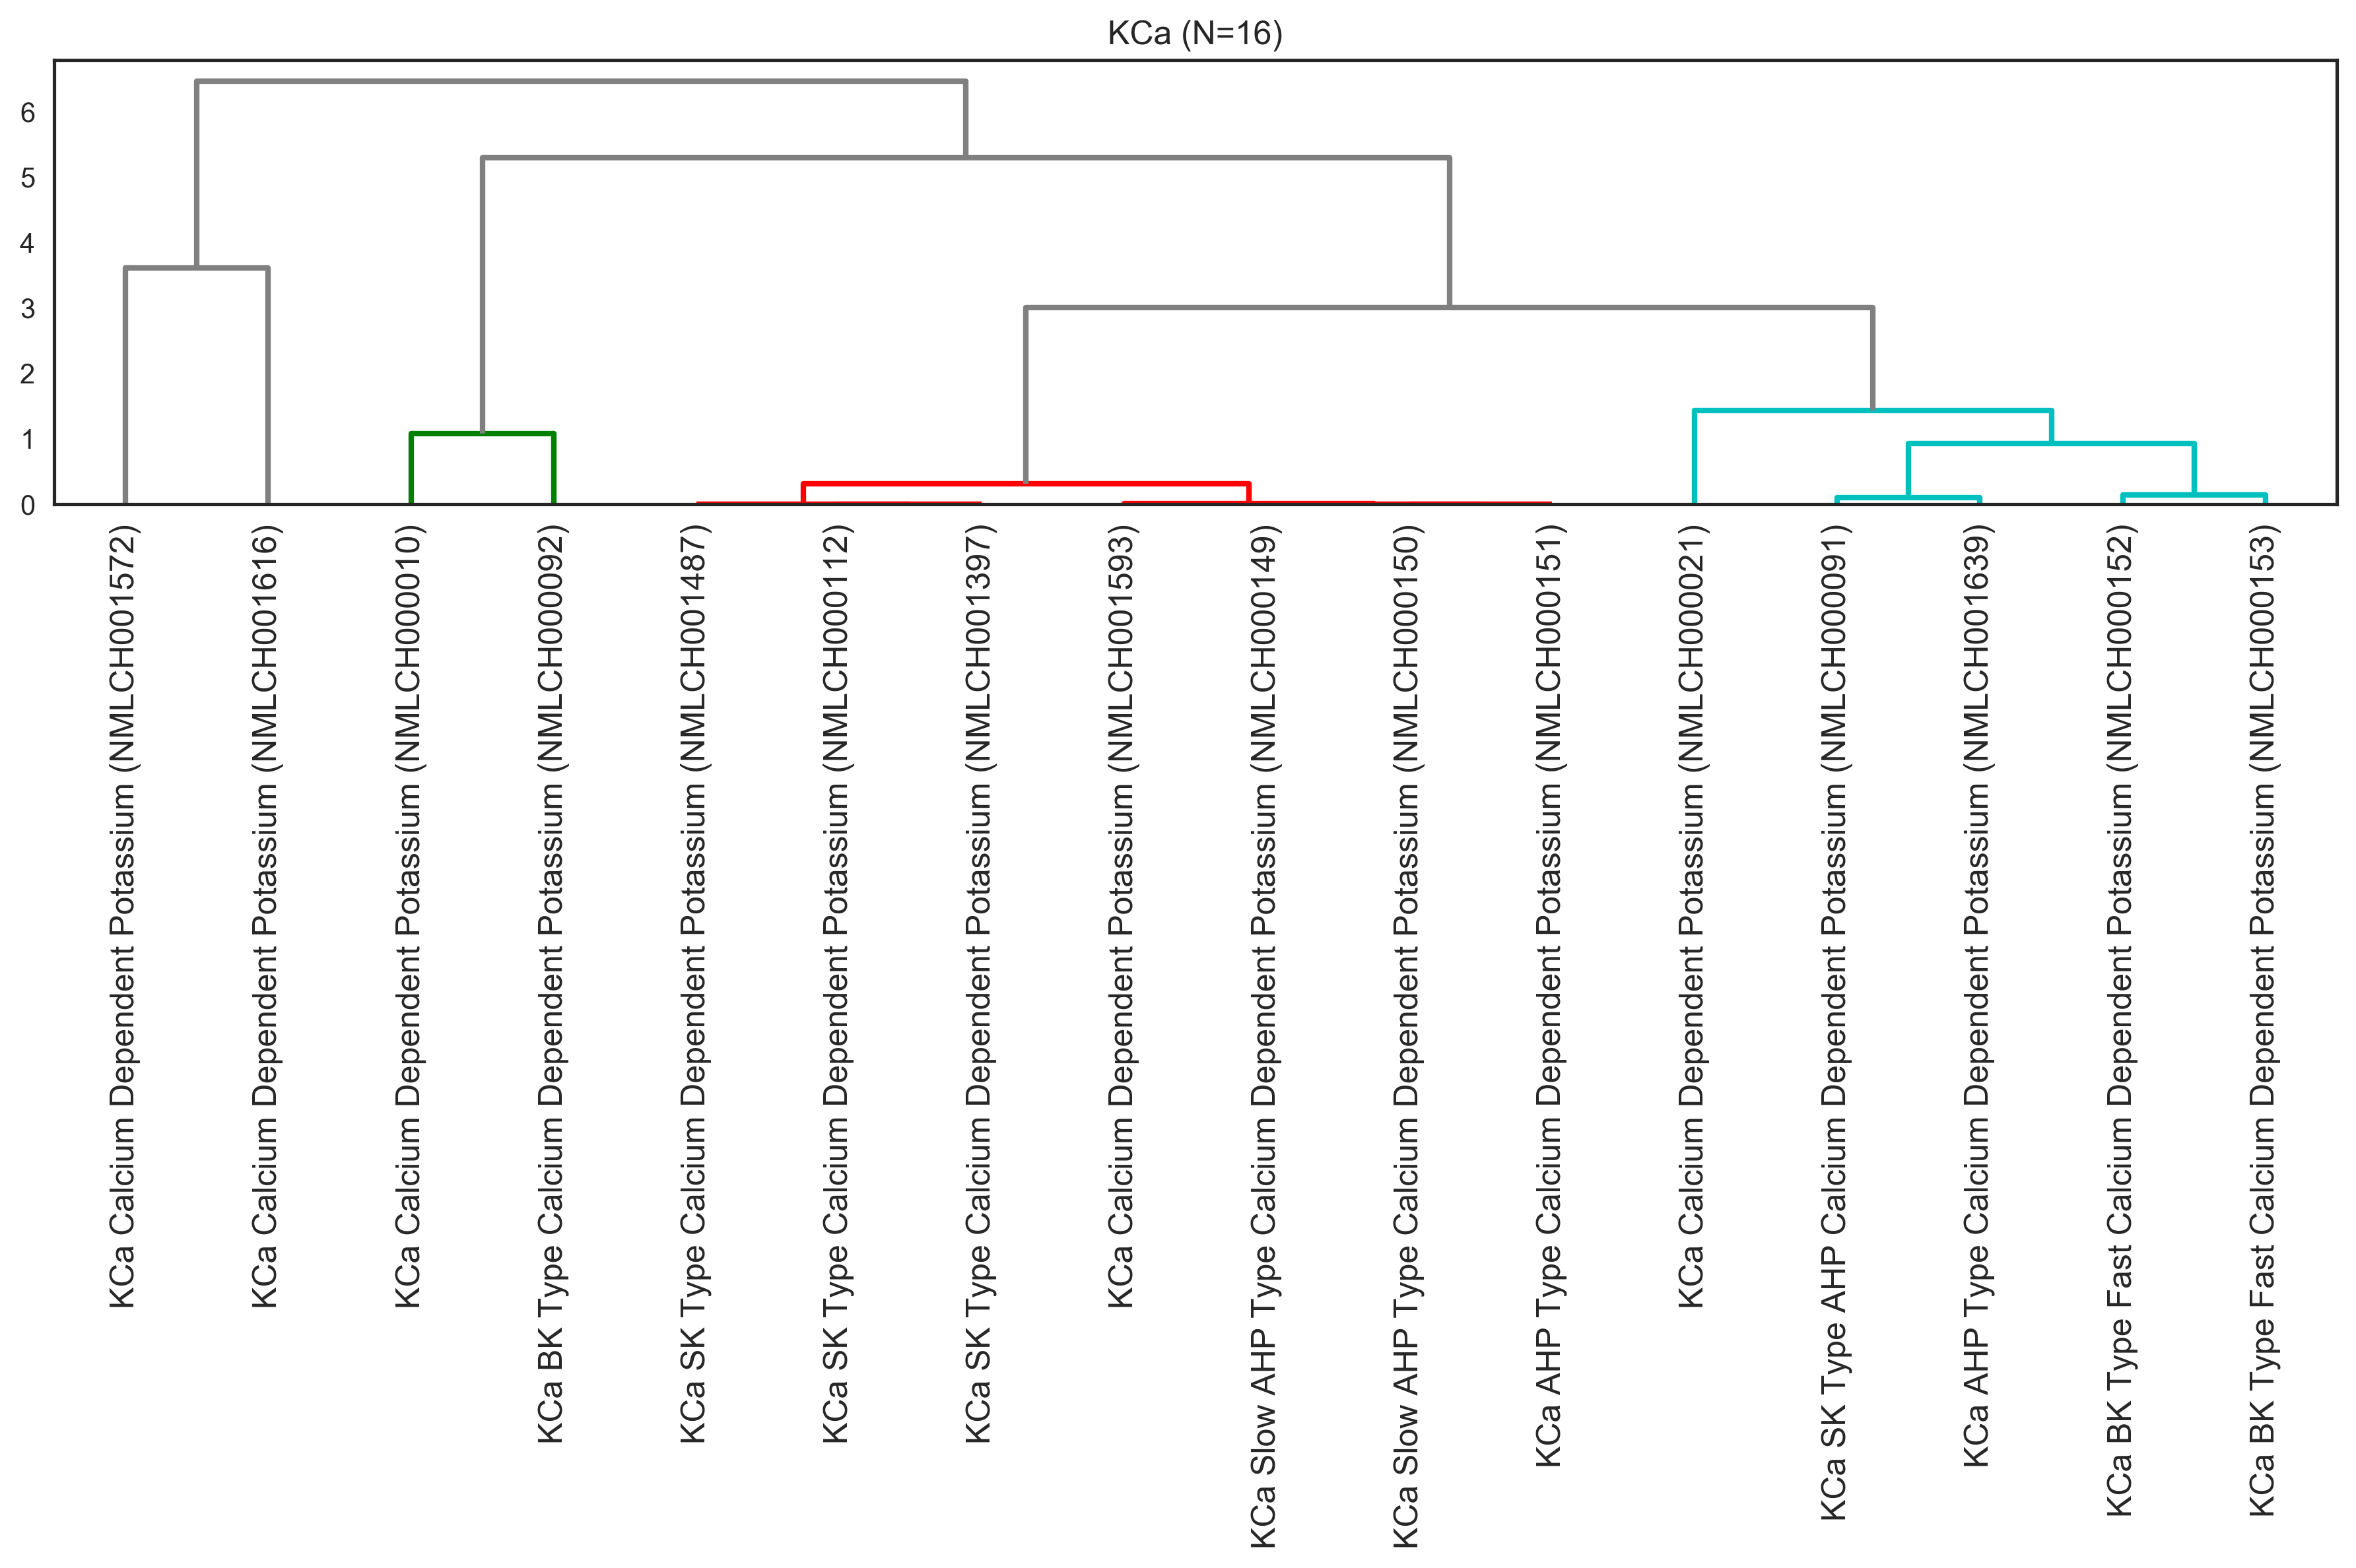 KCa (N=16)
6
5
4
3
2
1
0
KCa Calcium Dependent Potassium (NMLCH001572)
KCa Calcium Dependent Potassium (NMLCH001616)
KCa Calcium Dependent Potassium (NMLCH000010)
KCa BK Type Calcium Dependent Potassium (NMLCH000092)
KCa SK Type Calcium Dependent Potassium (NMLCH001487)
KCa SK Type Calcium Dependent Potassium (NMLCH000112)
KCa SK Type Calcium Dependent Potassium (NMLCH001397)
KCa Calcium Dependent Potassium (NMLCH001593)
KCa Slow AHP Type Calcium Dependent Potassium (NMLCH000149)
KCa Slow AHP Type Calcium Dependent Potassium (NMLCH000150)
KCa AHP Type Calcium Dependent Potassium (NMLCH000151)
KCa Calcium Dependent Potassium (NMLCH000021)
KCa SK Type AHP Calcium Dependent Potassium (NMLCH000091)
KCa AHP Type Calcium Dependent Potassium (NMLCH001639)
KCa BK Type Fast Calcium Dependent Potassium (NMLCH000152)
KCa BK Type Fast Calcium Dependent Potassium (NMLCH000153)